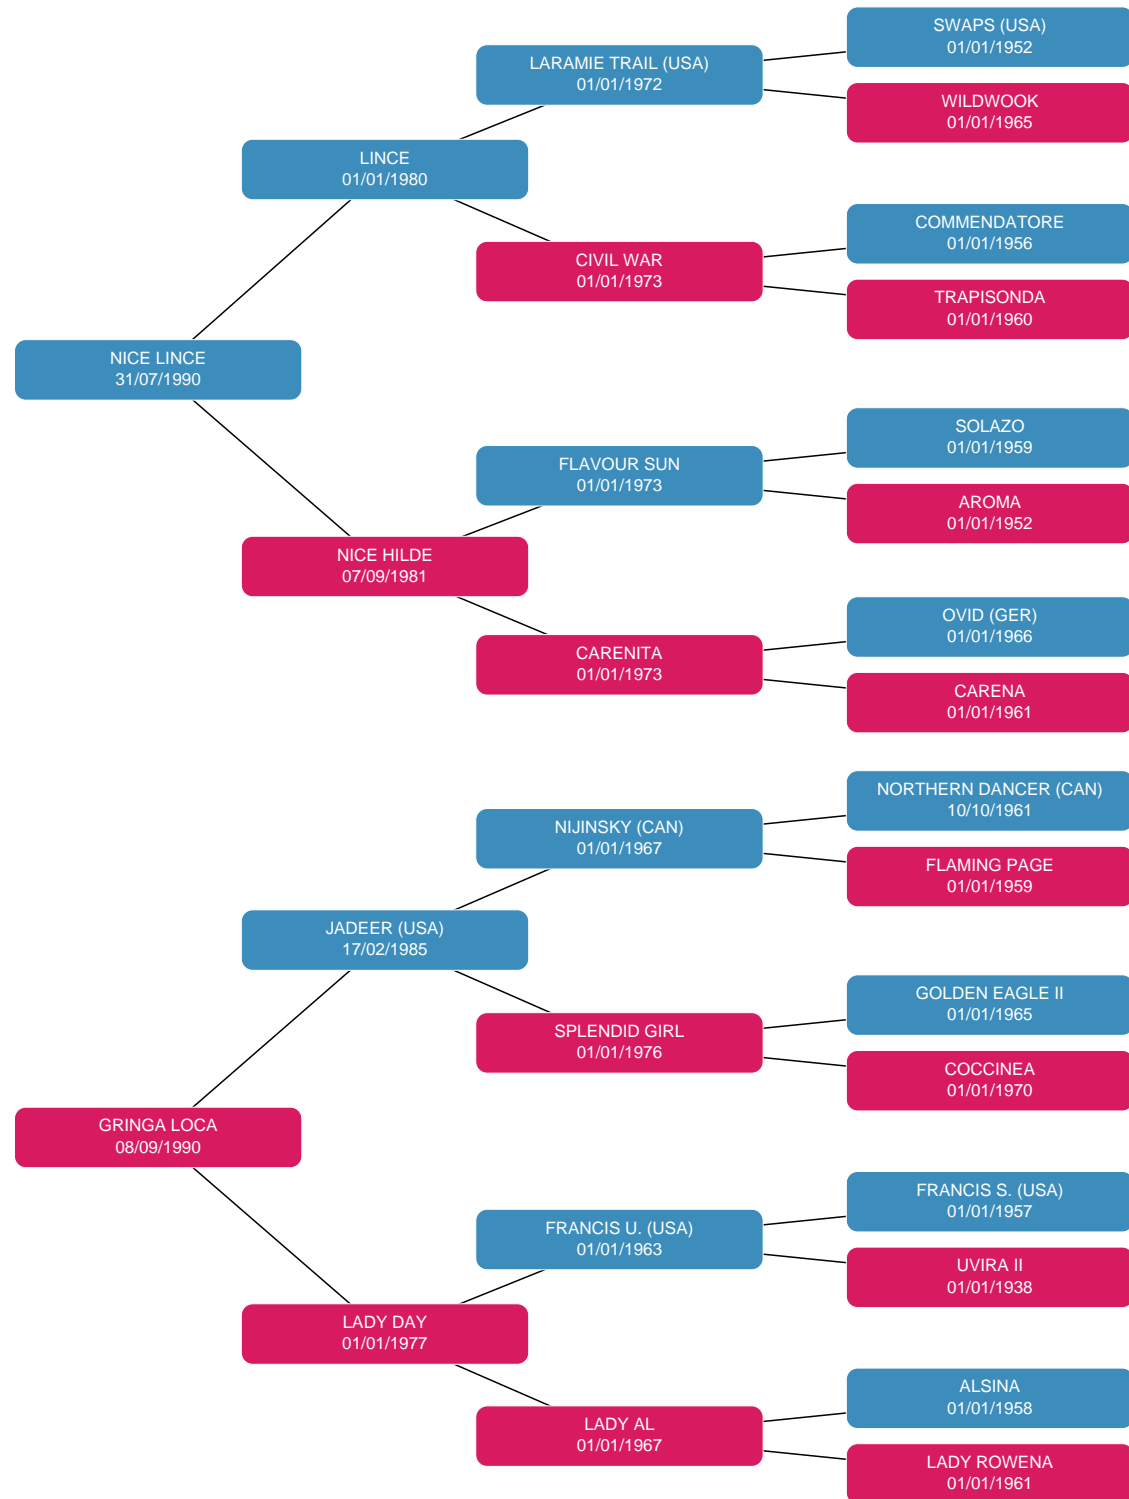 SWAPS (USA)
01/01/1952
LARAMIE TRAIL (USA)
01/01/1972
WILDWOOK
01/01/1965
LINCE
01/01/1980
COMMENDATORE
01/01/1956
CIVIL WAR
01/01/1973
TRAPISONDA
01/01/1960
NICE LINCE
31/07/1990
SOLAZO
01/01/1959
FLAVOUR SUN
01/01/1973
AROMA
01/01/1952
NICE HILDE
07/09/1981
OVID (GER)
01/01/1966
CARENITA
01/01/1973
CARENA
01/01/1961
NORTHERN DANCER (CAN)
10/10/1961
NIJINSKY (CAN)
01/01/1967
FLAMING PAGE
01/01/1959
JADEER (USA)
17/02/1985
GOLDEN EAGLE II
01/01/1965
SPLENDID GIRL
01/01/1976
COCCINEA
01/01/1970
GRINGA LOCA
08/09/1990
FRANCIS S. (USA)
01/01/1957
FRANCIS U. (USA)
01/01/1963
UVIRA II
01/01/1938
LADY DAY
01/01/1977
ALSINA
01/01/1958
LADY AL
01/01/1967
LADY ROWENA
01/01/1961